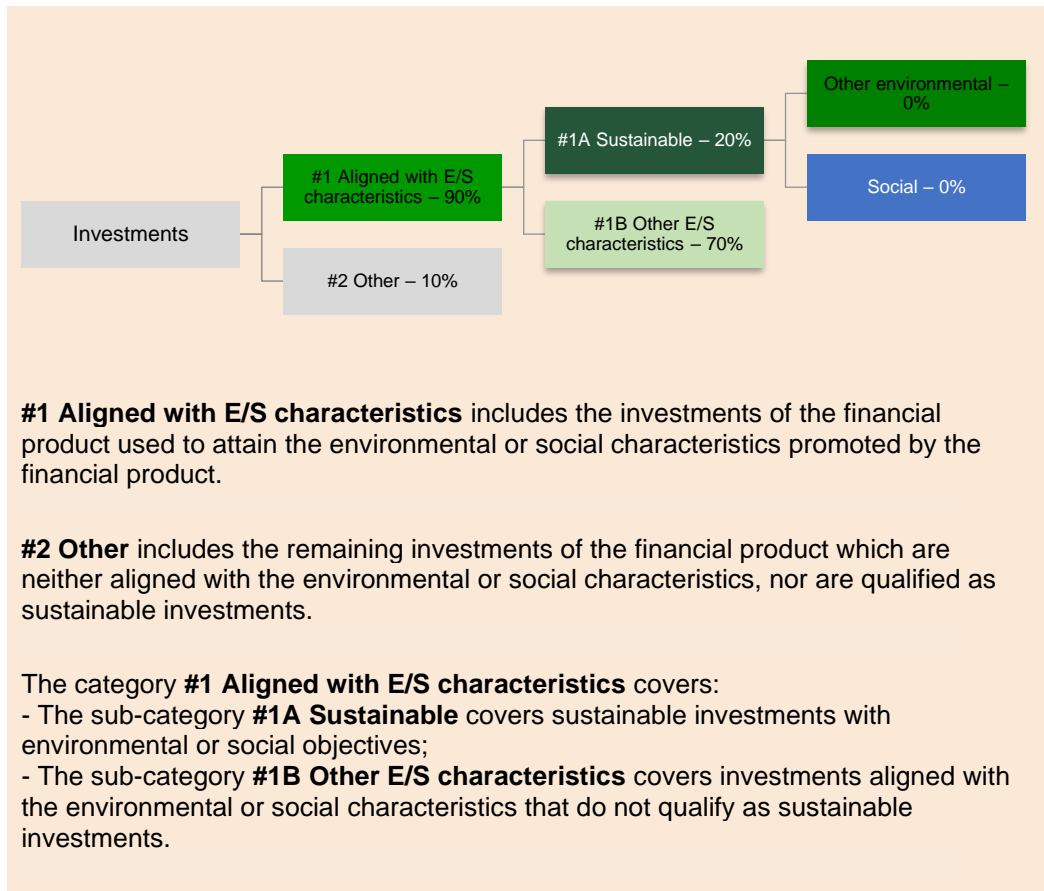 Other environmental –
0%
#1A Sustainable – 20%
#1 Aligned with E/S
characteristics – 90%
Social – 0%
Investments
#1B Other E/S
characteristics – 70%
#2 Other – 10%
#1 Aligned with E/S characteristics includes the investments of the financial
product used to attain the environmental or social characteristics promoted by the
financial product.
#2 Other includes the remaining investments of the financial product which are
neither aligned with the environmental or social characteristics, nor are qualified as
sustainable investments.
The category #1 Aligned with E/S characteristics covers:
- The sub-category #1A Sustainable covers sustainable investments with
environmental or social objectives;
- The sub-category #1B Other E/S characteristics covers investments aligned with
the environmental or social characteristics that do not qualify as sustainable
investments.